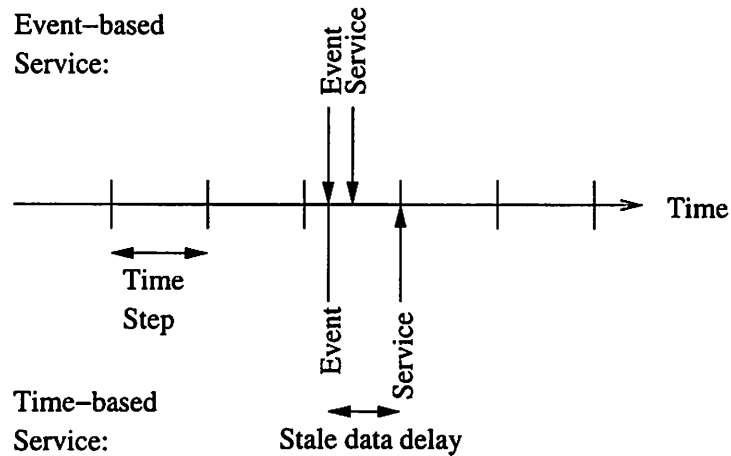 Event–based
Service:
Event
Service
Time
Time
Step
Event
Service
Time–based
Service:
Stale data delay